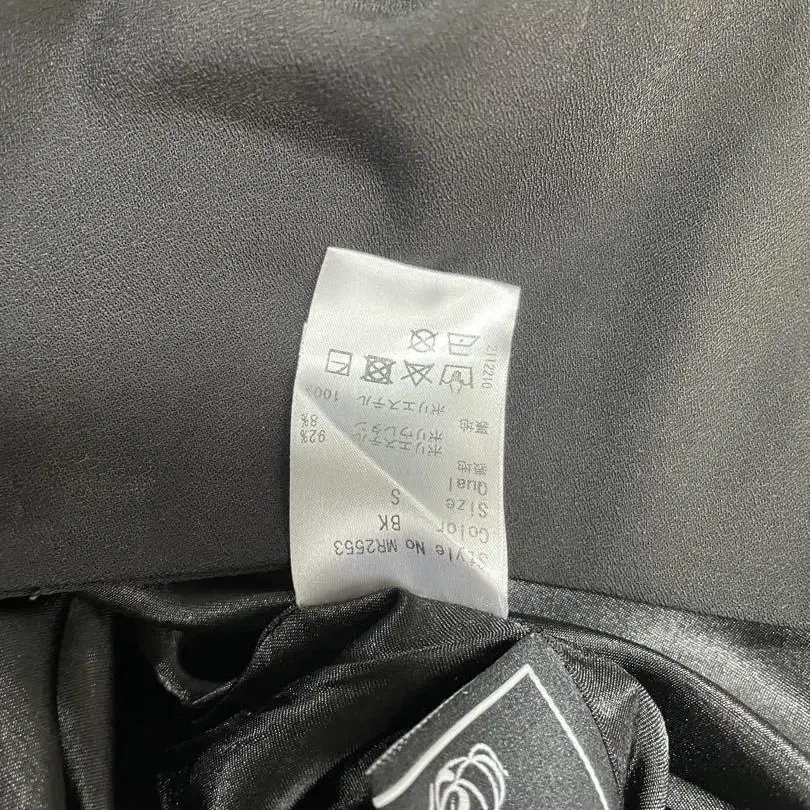 Style No MR2553
Color BK
Size S
Qual
表地 ポリエステル 92%
ポリウレタン 8%
裏地 ポリエステル 100%
2112210